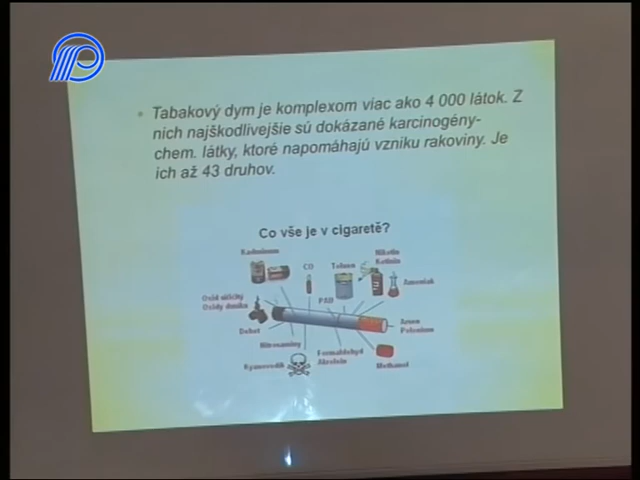 Tabakový dym je komplexom viac ako 4 000 látok. Z
nich najškodlivejšie sú dokázané karcinogény-
chem. látky, ktoré napomáhajú vzniku rakoviny. Je
ich až 43 druhov.
Co vše je v cigaretě?
Kadmium
CO
Toluen
Nikotin
Ketinin
Amoniak
Oxid siřičitý
Oxidy dusíku
PAU
Arsen
Polonium
Dehet
Nitrosaminy
Formaldehyd
Akrolein
Kyanovodík
Methanol